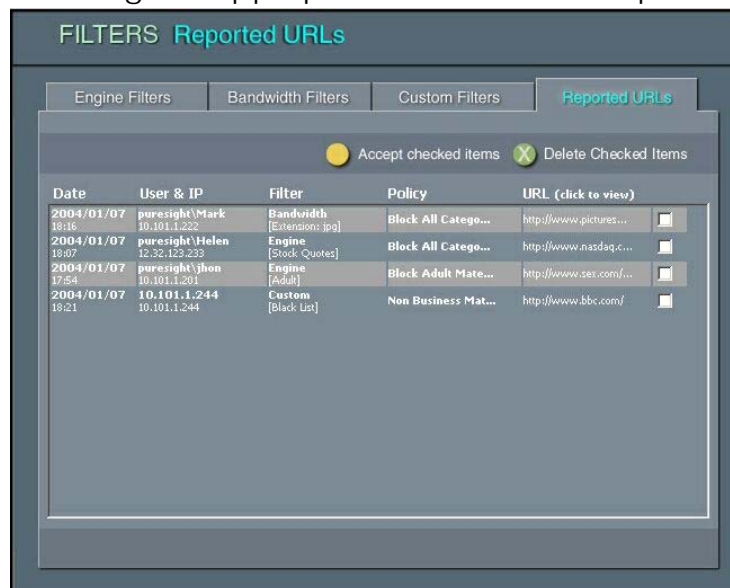 FILTERS Reported URLs
Engine Filters Bandwidth Filters Custom Filters Reported URLs
Accept checked items X Delete Checked Items
Date User & IP Filter Policy URL (click to view)
2004/01/07 puresight\Mark Bandwidth Block All Catego... http://www.pictures...
18:16 10.101.1.222 [Extension: jpg]
2004/01/07 puresight\Helen Engine Block All Catego... http://www.nasdaq.c...
18:07 12.32.123.233 [Stock Quotes]
2004/01/07 puresight\jhon Engine Block Adult Mate... http://www.sex.com/...
17:54 10.101.1.201 [Adult]
2004/01/07 10.101.1.244 Custom Non Business Mat... http://www.bbc.com/
18:21 10.101.1.244 [Black List]